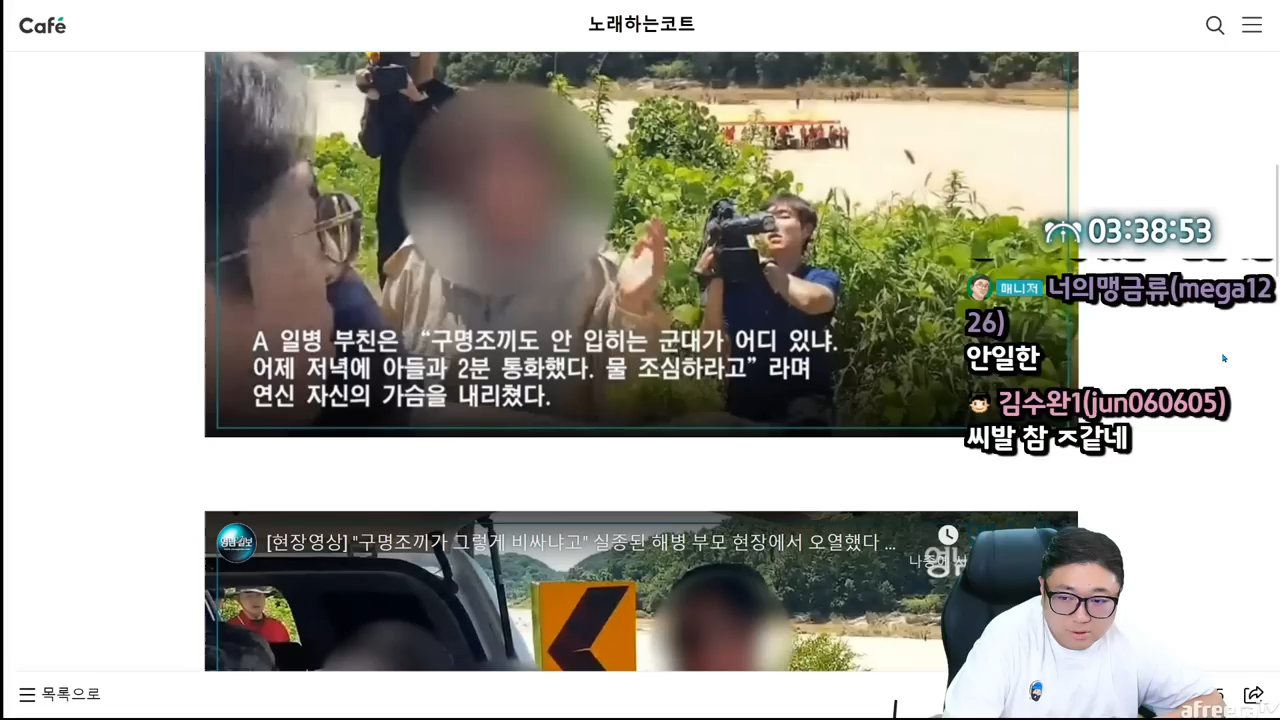 Café
노래하는코트
03:38:53
매니저 너의맹금류(mega12
26)
안일한
김수완1(jun060605)
씨발 참 ㅈ같네
A 일병 부친은 “구명조끼도 안 입히는 군대가 어디 있냐.
어제 저녁에 아들과 2분 통화했다. 물 조심하라고” 라며
연신 자신의 가슴을 내리쳤다.
영남일보
[현장영상] "구명조끼가 그렇게 비싸냐고" 실종된 해병 부모 현장에서 오열했다 ...
목록으로
afreecaTV